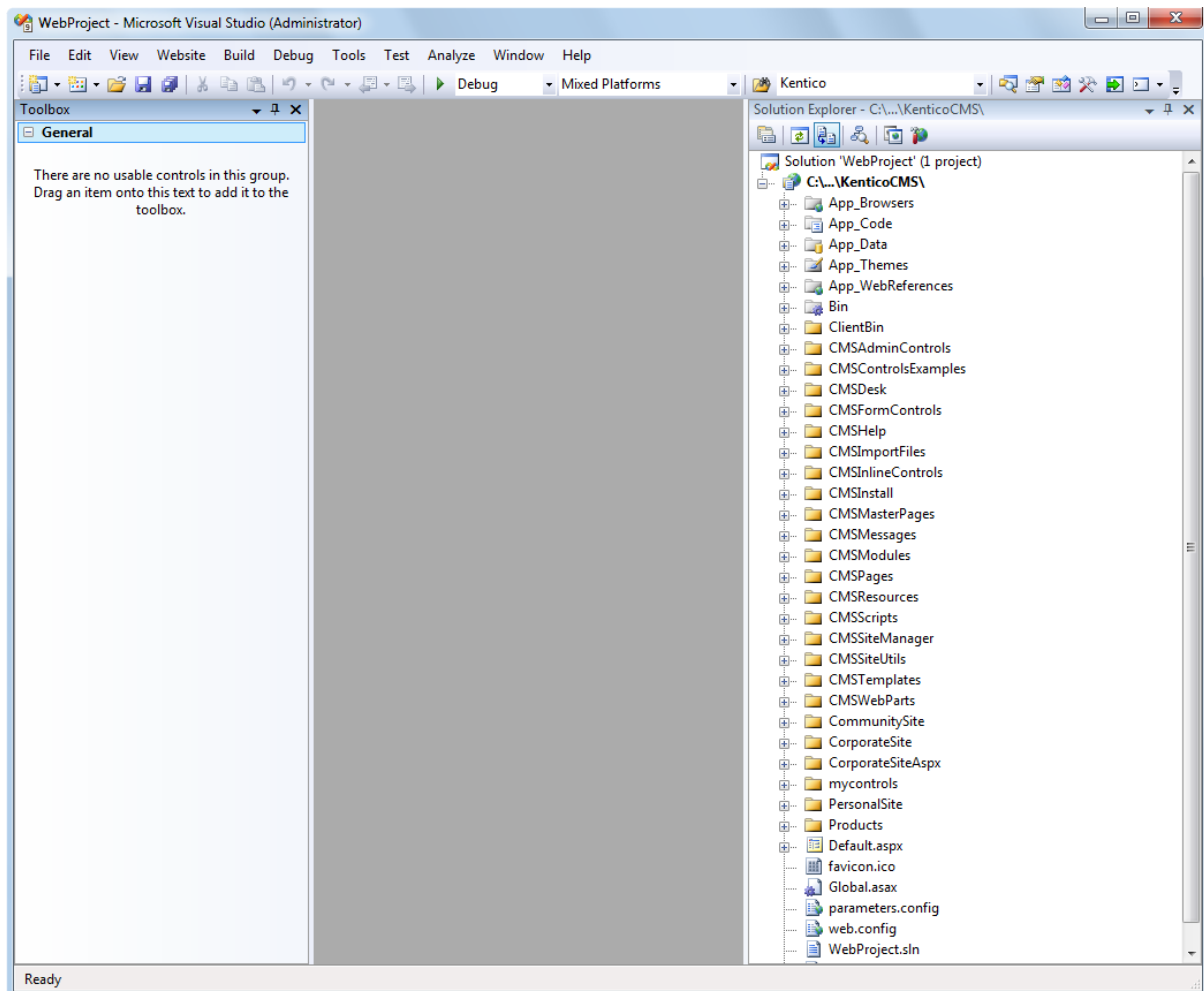 WebProject - Microsoft Visual Studio (Administrator)
File Edit View Website Build Debug Tools Test Analyze Window Help
Debug Mixed Platforms Kentico
Toolbox
General
There are no usable controls in this group.
Drag an item onto this text to add it to the
toolbox.
Solution Explorer - C:\...\KenticoCMS\
Solution 'WebProject' (1 project)
C:\...\KenticoCMS\
App_Browsers
App_Code
App_Data
App_Themes
App_WebReferences
Bin
ClientBin
CMSAdminControls
CMSControlsExamples
CMSDesk
CMSFormControls
CMSHelp
CMSImportFiles
CMSInlineControls
CMSInstall
CMSMasterPages
CMSMessages
CMSModules
CMSPages
CMSResources
CMSScripts
CMSSiteManager
CMSSiteUtils
CMSTemplates
CMSWebParts
CommunitySite
CorporateSite
CorporateSiteAspx
mycontrols
PersonalSite
Products
Default.aspx
favicon.ico
Global.asax
parameters.config
web.config
WebProject.sln
Ready